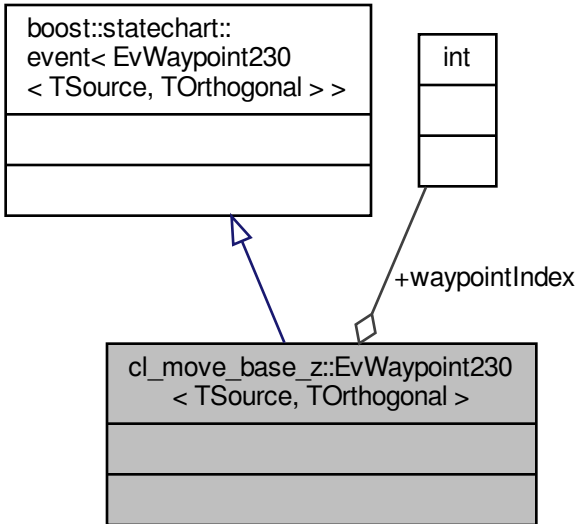 boost::statechart::
event< EvWaypoint230
< TSource, TOrthogonal > >
int
+waypointIndex
cl_move_base_z::EvWaypoint230
< TSource, TOrthogonal >